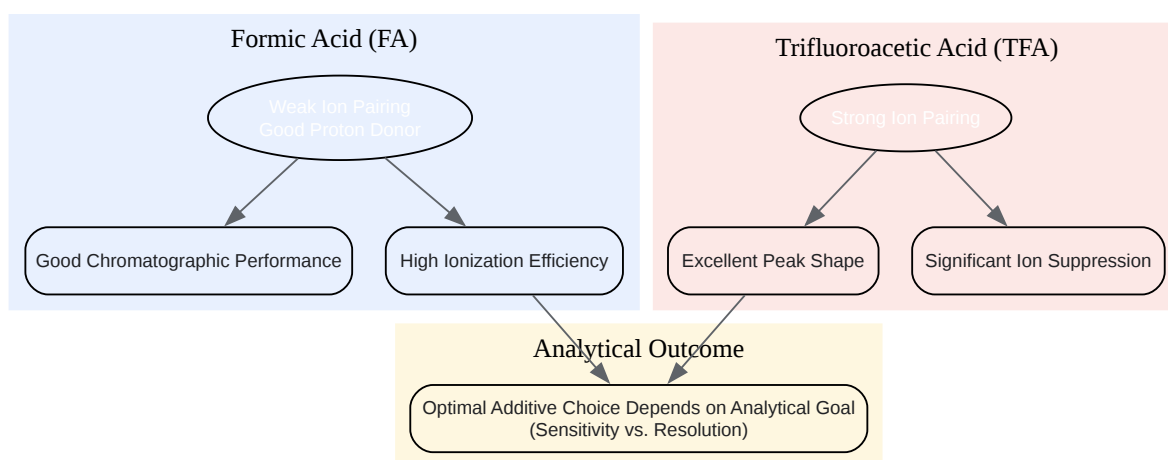 Formic Acid (FA)
Weak Ion Pairing
Good Proton Donor
Good Chromatographic Performance
High Ionization Efficiency
Trifluoroacetic Acid (TFA)
Strong Ion Pairing
Excellent Peak Shape
Significant Ion Suppression
Analytical Outcome
Optimal Additive Choice Depends on Analytical Goal
(Sensitivity vs. Resolution)